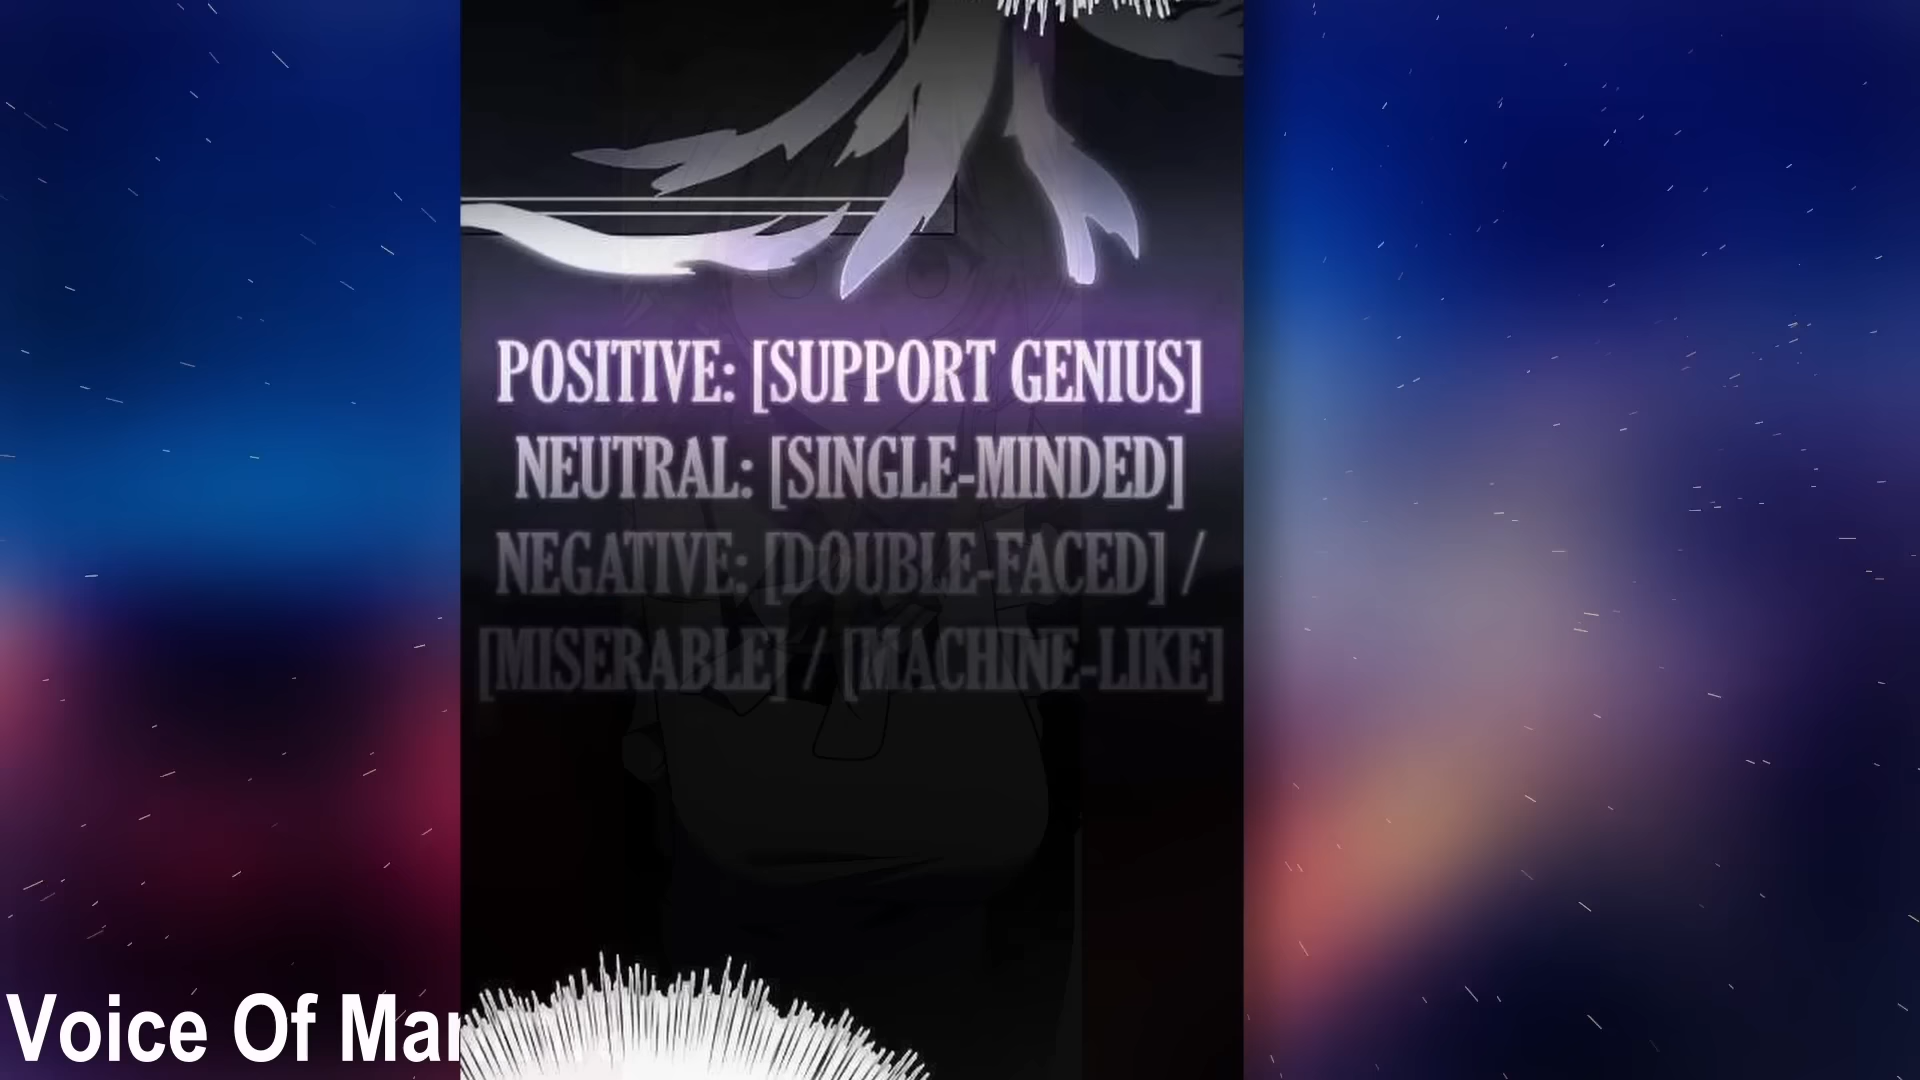 POSITIVE: [SUPPORT GENIUS]
NEUTRAL: [SINGLE-MINDED]
NEGATIVE: [DOUBLE-FACED] /
[MISERABLE] / [MACHINE-LIKE]
Voice Of Mar